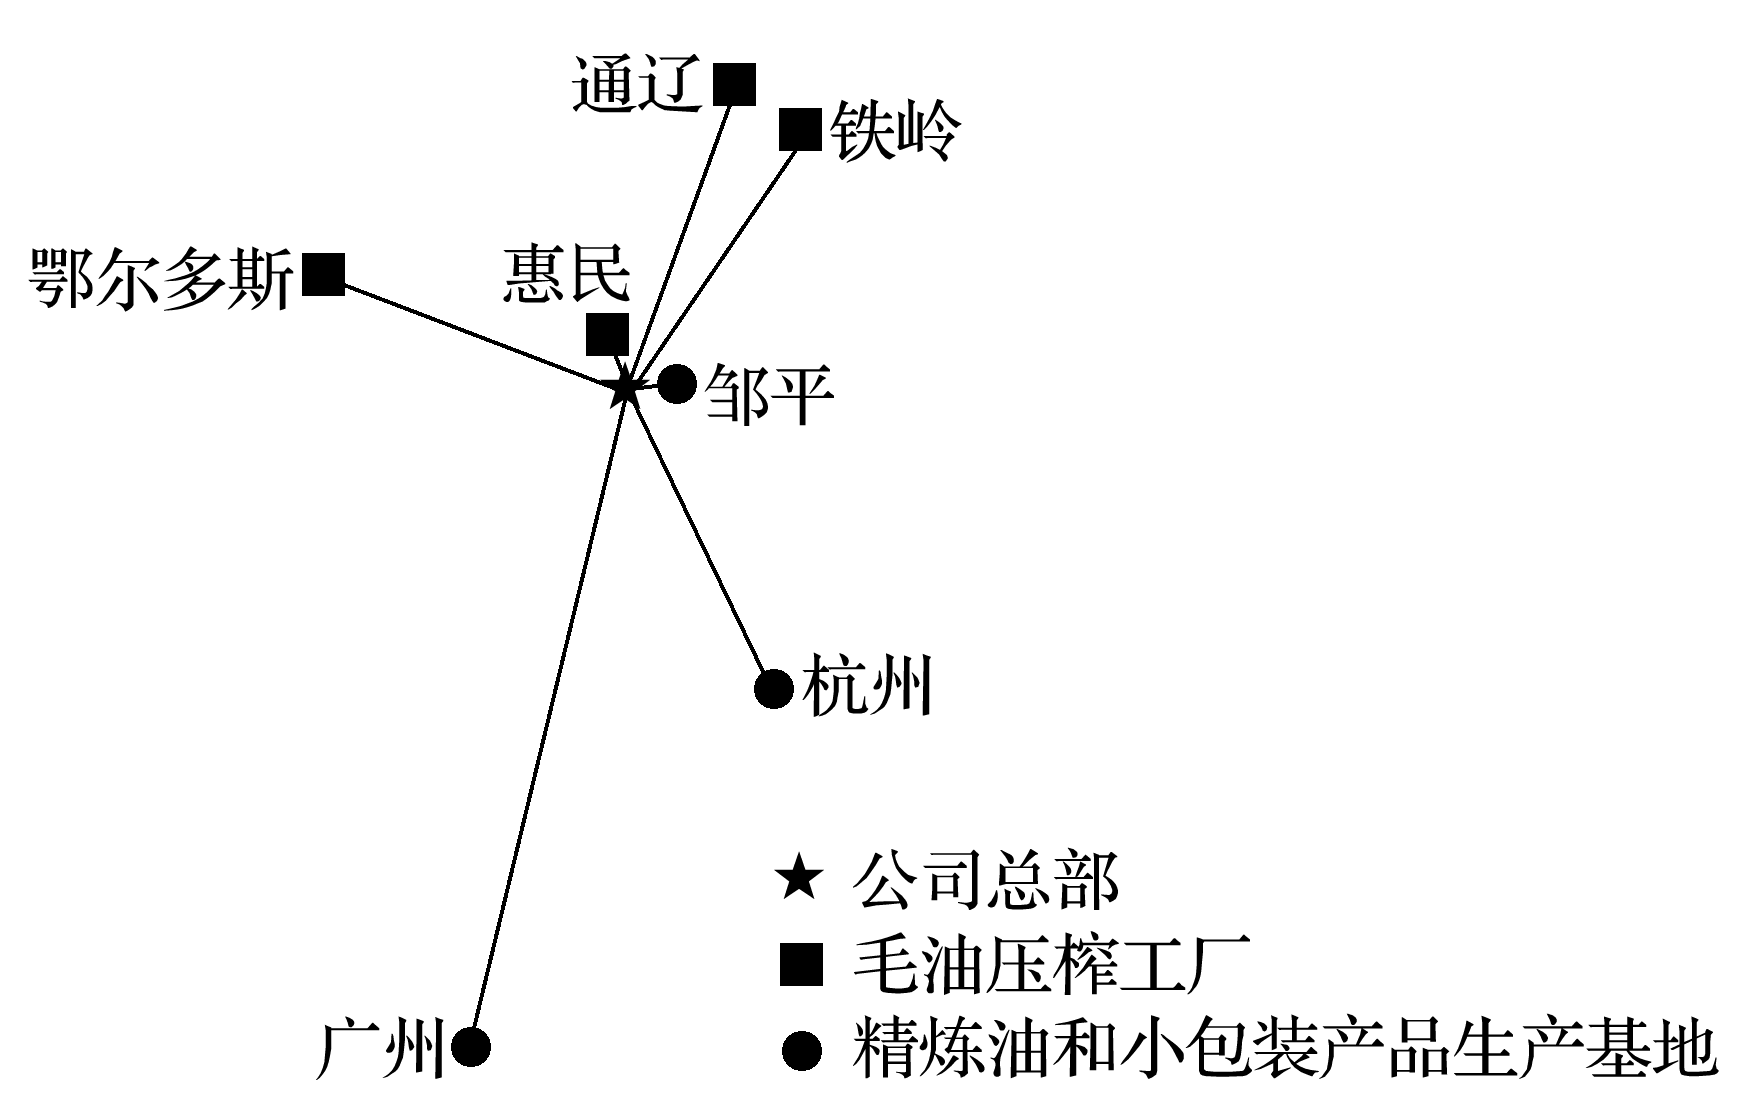 通辽
铁岭
鄂尔多斯
惠民
邹平
杭州
广州
公司总部
毛油压榨工厂
精炼油和小包装产品生产基地